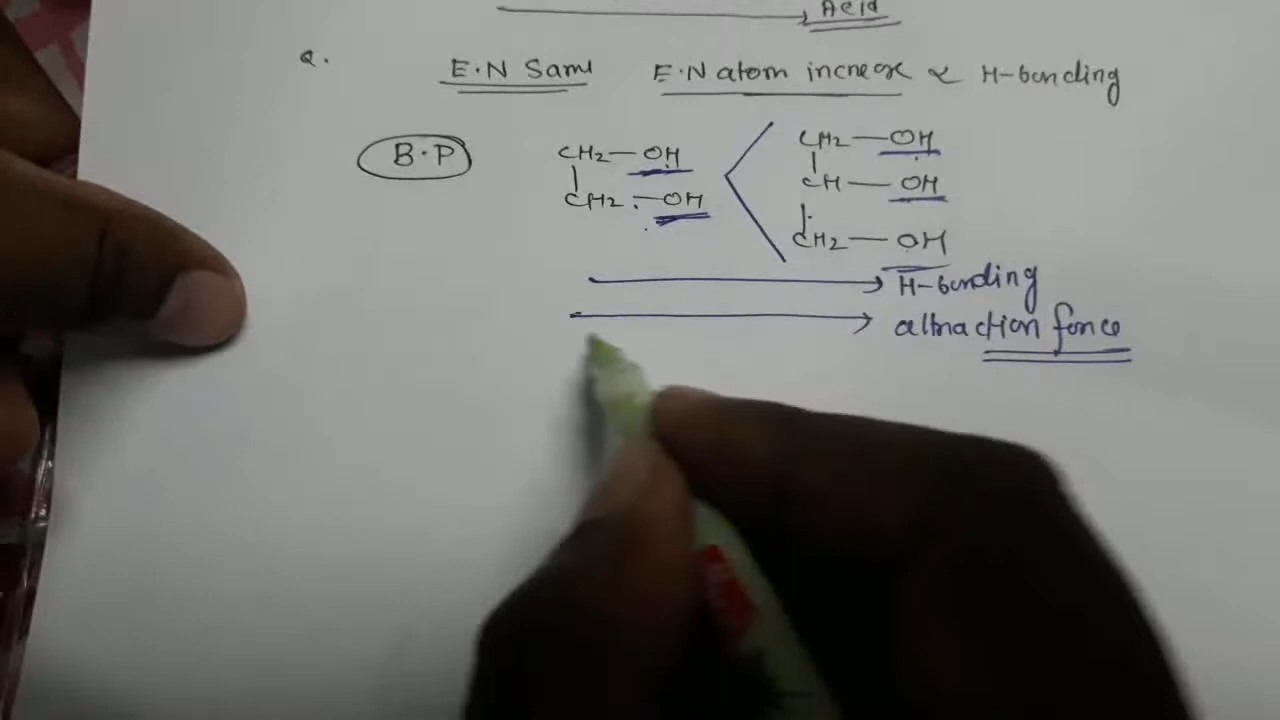 Acid
Q. E.N Same E.N atom increase ∝ H-bonding
B.P CH2—OH < CH2—OH
CH2—OH CH—OH
CH2—OH
H-bonding
attraction force